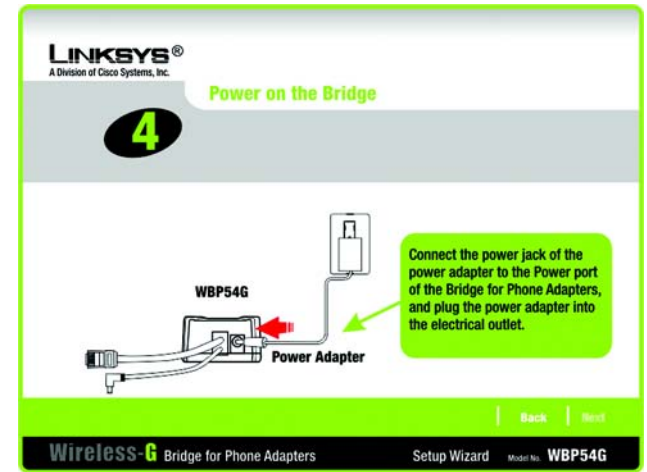 LINKSYS®
A Division of Cisco Systems, Inc.
Power on the Bridge
4
Connect the power jack of the
power adapter to the Power port
of the Bridge for Phone Adapters,
and plug the power adapter into
the electrical outlet.
WBP54G
Power Adapter
Back
Next
Wireless-G Bridge for Phone Adapters
Setup Wizard
Model No. WBP54G